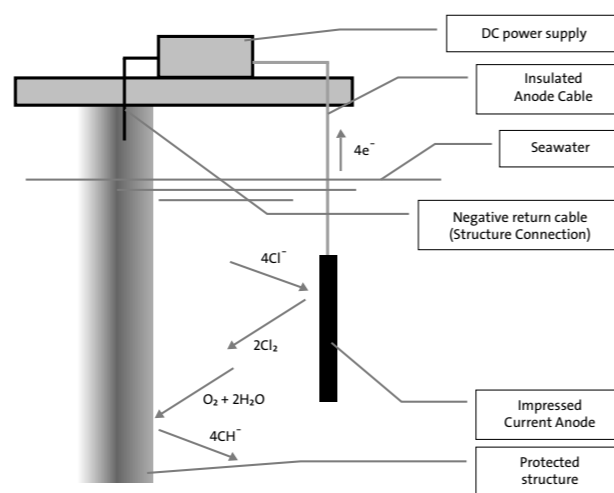 DC power supply
Insulated
Anode Cable
4e⁻
Seawater
Negative return cable
(Structure Connection)
4Cl⁻
2Cl₂
O₂ + 2H₂O
4CH⁻
Impressed
Current Anode
Protected
structure